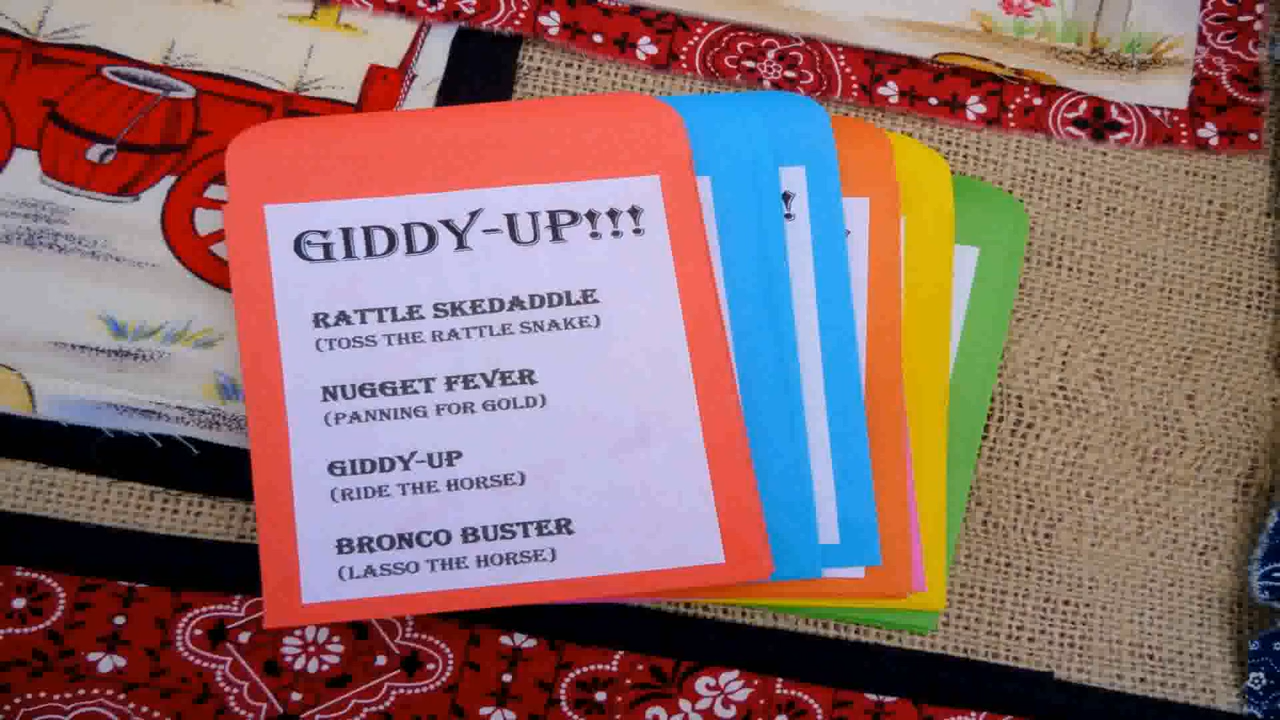 GIDDY-UP!!!
RATTLE SKEDADDLE
(TOSS THE RATTLE SNAKE)
NUGGET FEVER
(PANNING FOR GOLD)
GIDDY-UP
(RIDE THE HORSE)
BRONCO BUSTER
(LASSO THE HORSE)
!